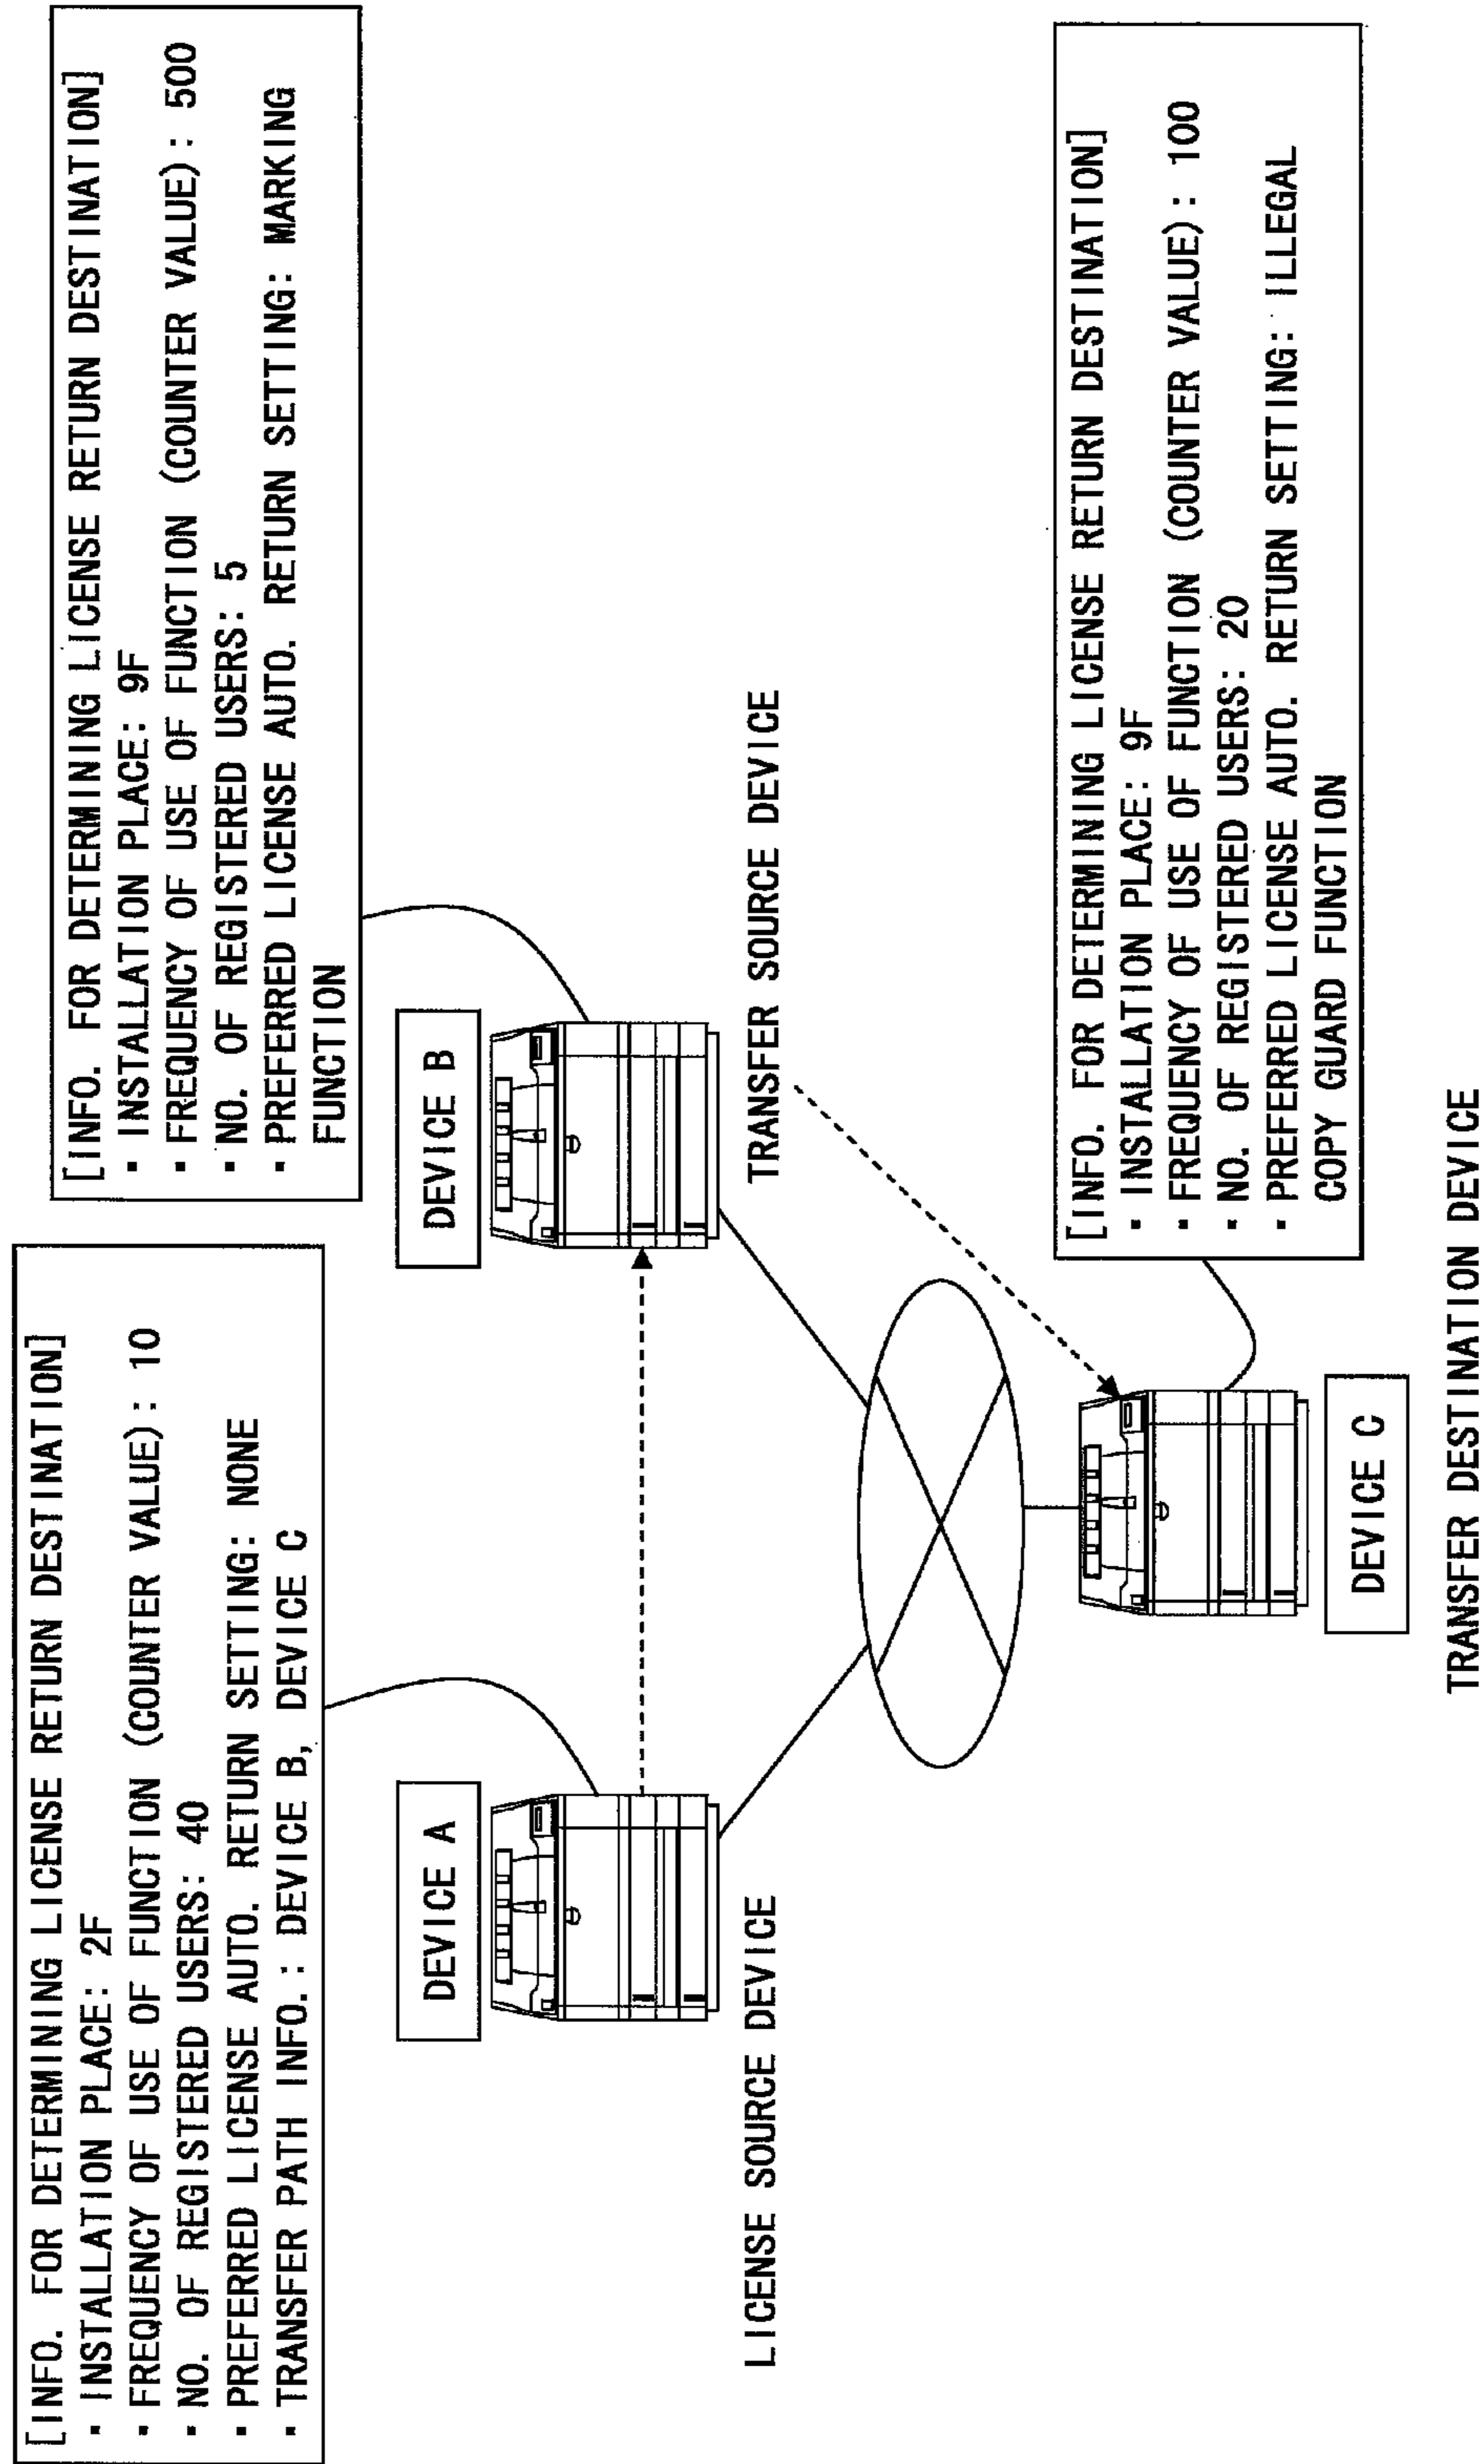 [INFO. FOR DETERMINING LICENSE RETURN DESTINATION]
・INSTALLATION PLACE: 2F
・FREQUENCY OF USE OF FUNCTION (COUNTER VALUE): 10
・NO. OF REGISTERED USERS: 40
・PREFERRED LICENSE AUTO. RETURN SETTING: NONE
・TRANSFER PATH INFO.: DEVICE B, DEVICE C
[INFO. FOR DETERMINING LICENSE RETURN DESTINATION]
・INSTALLATION PLACE: 9F
・FREQUENCY OF USE OF FUNCTION (COUNTER VALUE): 500
・NO. OF REGISTERED USERS: 5
・PREFERRED LICENSE AUTO. RETURN SETTING: MARKING
FUNCTION
DEVICE A
DEVICE B
LICENSE SOURCE DEVICE
TRANSFER SOURCE DEVICE
[INFO. FOR DETERMINING LICENSE RETURN DESTINATION]
・INSTALLATION PLACE: 9F
・FREQUENCY OF USE OF FUNCTION (COUNTER VALUE): 100
・NO. OF REGISTERED USERS: 20
・PREFERRED LICENSE AUTO. RETURN SETTING: ILLEGAL
COPY GUARD FUNCTION
DEVICE C
TRANSFER DESTINATION DEVICE